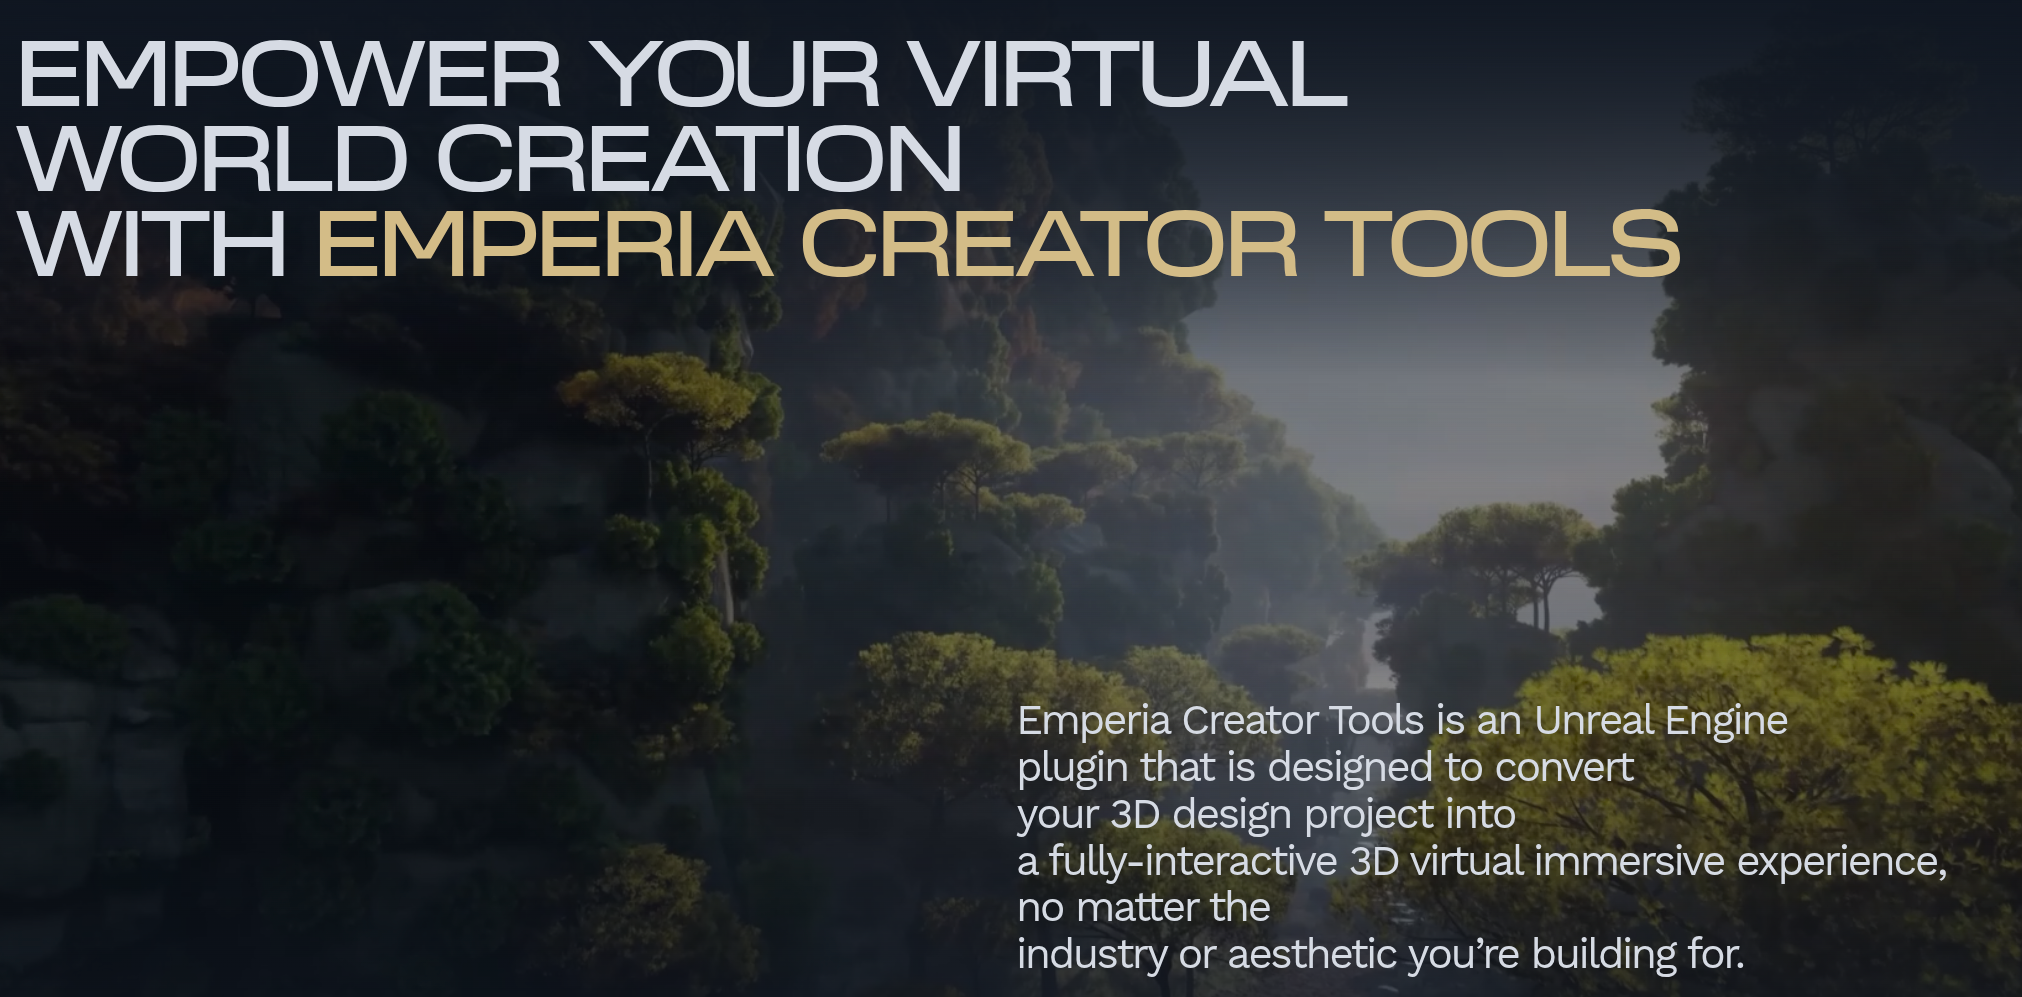 EMPOWER YOUR VIRTUAL
WORLD CREATION
WITH EMPERIA CREATOR TOOLS
Emperia Creator Tools is an Unreal Engine
plugin that is designed to convert
your 3D design project into
a fully-interactive 3D virtual immersive experience,
no matter the
industry or aesthetic you’re building for.